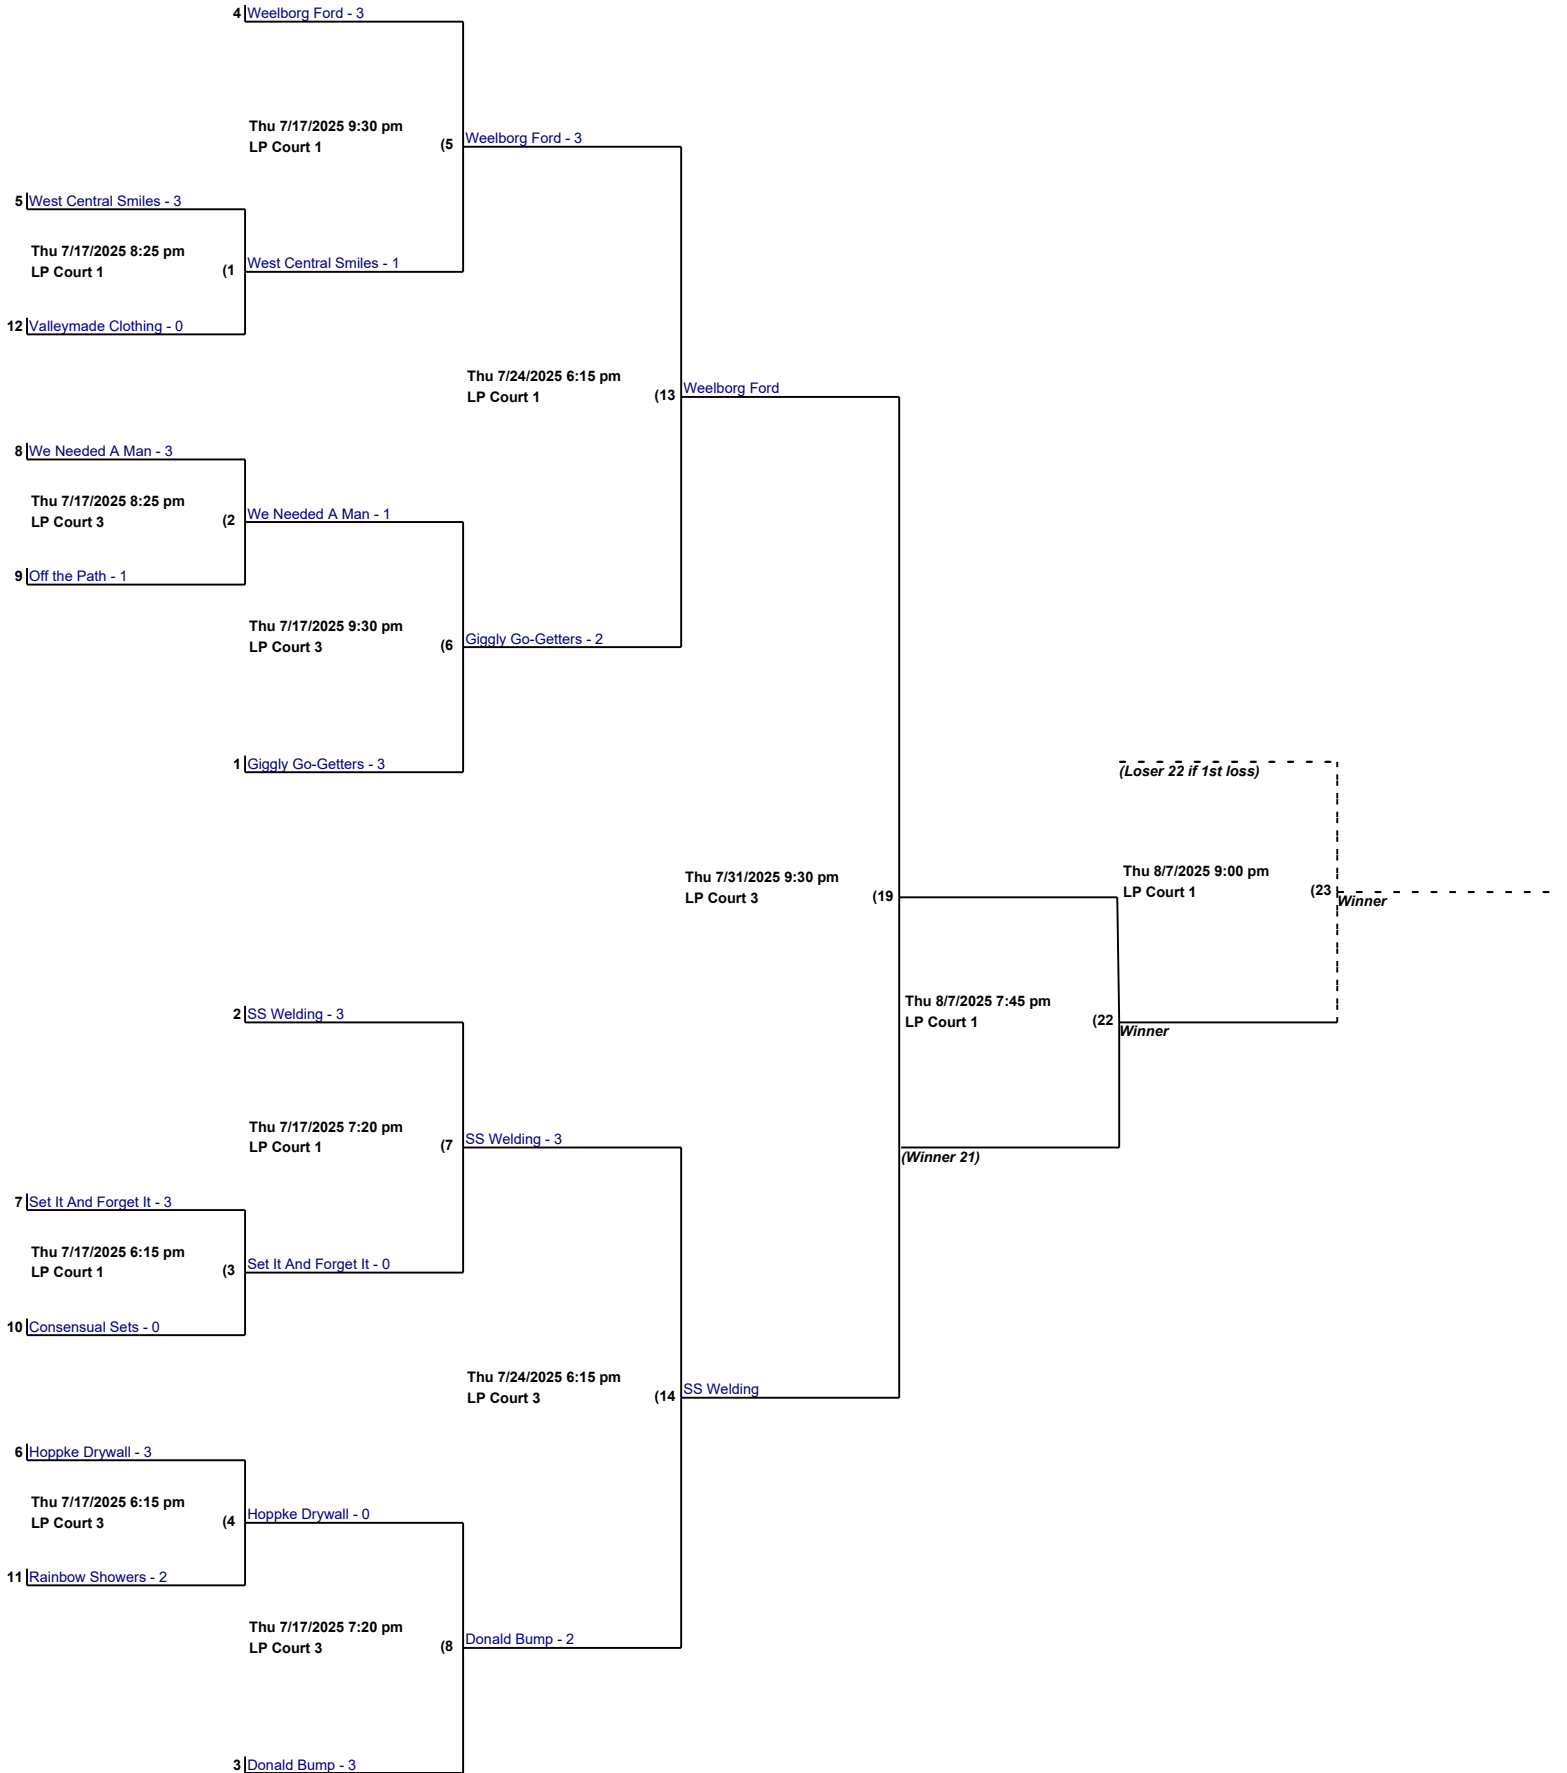 4 Weelborg Ford - 3
Thu 7/17/2025 9:30 pm
LP Court 1
(5
Weelborg Ford - 3
5 West Central Smiles - 3
Thu 7/17/2025 8:25 pm
LP Court 1
(1
West Central Smiles - 1
12 Valleymade Clothing - 0
Thu 7/24/2025 6:15 pm
LP Court 1
(13
Weelborg Ford
8 We Needed A Man - 3
Thu 7/17/2025 8:25 pm
LP Court 3
(2
We Needed A Man - 1
9 Off the Path - 1
Thu 7/17/2025 9:30 pm
LP Court 3
(6
Giggly Go-Getters - 2
1 Giggly Go-Getters - 3
(Loser 22 if 1st loss)
Thu 7/31/2025 9:30 pm
LP Court 3
(19
Thu 8/7/2025 9:00 pm
LP Court 1
(23
Winner
2 SS Welding - 3
Thu 8/7/2025 7:45 pm
LP Court 1
(22
Winner
Thu 7/17/2025 7:20 pm
LP Court 1
(7
SS Welding - 3
(Winner 21)
7 Set It And Forget It - 3
Thu 7/17/2025 6:15 pm
LP Court 1
(3
Set It And Forget It - 0
10 Consensual Sets - 0
Thu 7/24/2025 6:15 pm
LP Court 3
(14
SS Welding
6 Hoppke Drywall - 3
Thu 7/17/2025 6:15 pm
LP Court 3
(4
Hoppke Drywall - 0
11 Rainbow Showers - 2
Thu 7/17/2025 7:20 pm
LP Court 3
(8
Donald Bump - 2
3 Donald Bump - 3